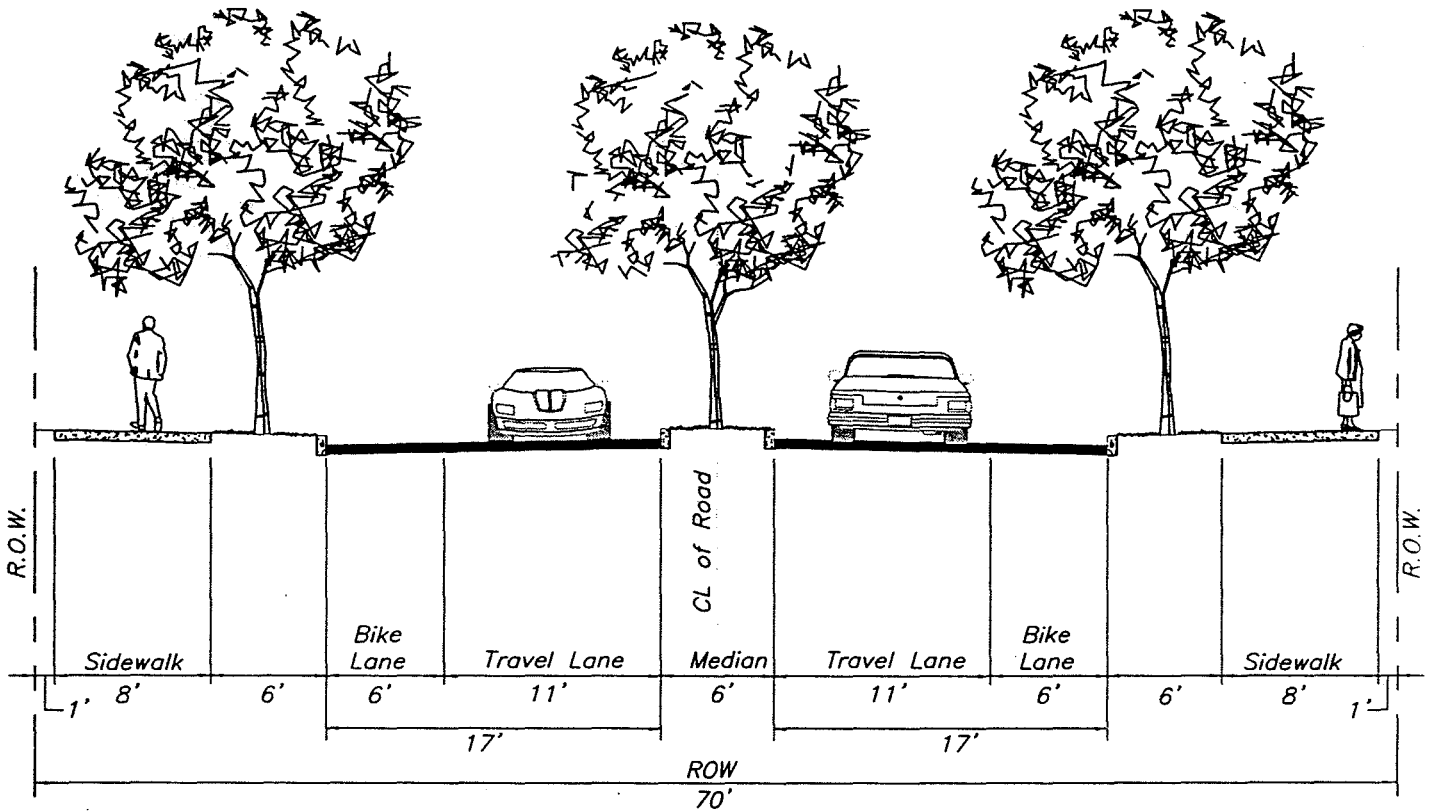 CL of Road
R.O.W.
R.O.W.
Bike
Lane
Bike
Lane
Sidewalk
Travel Lane
Median
Travel Lane
Sidewalk
1'
8'
6'
6'
11'
6'
11'
6'
6'
8'
1'
17'
17'
ROW
70'